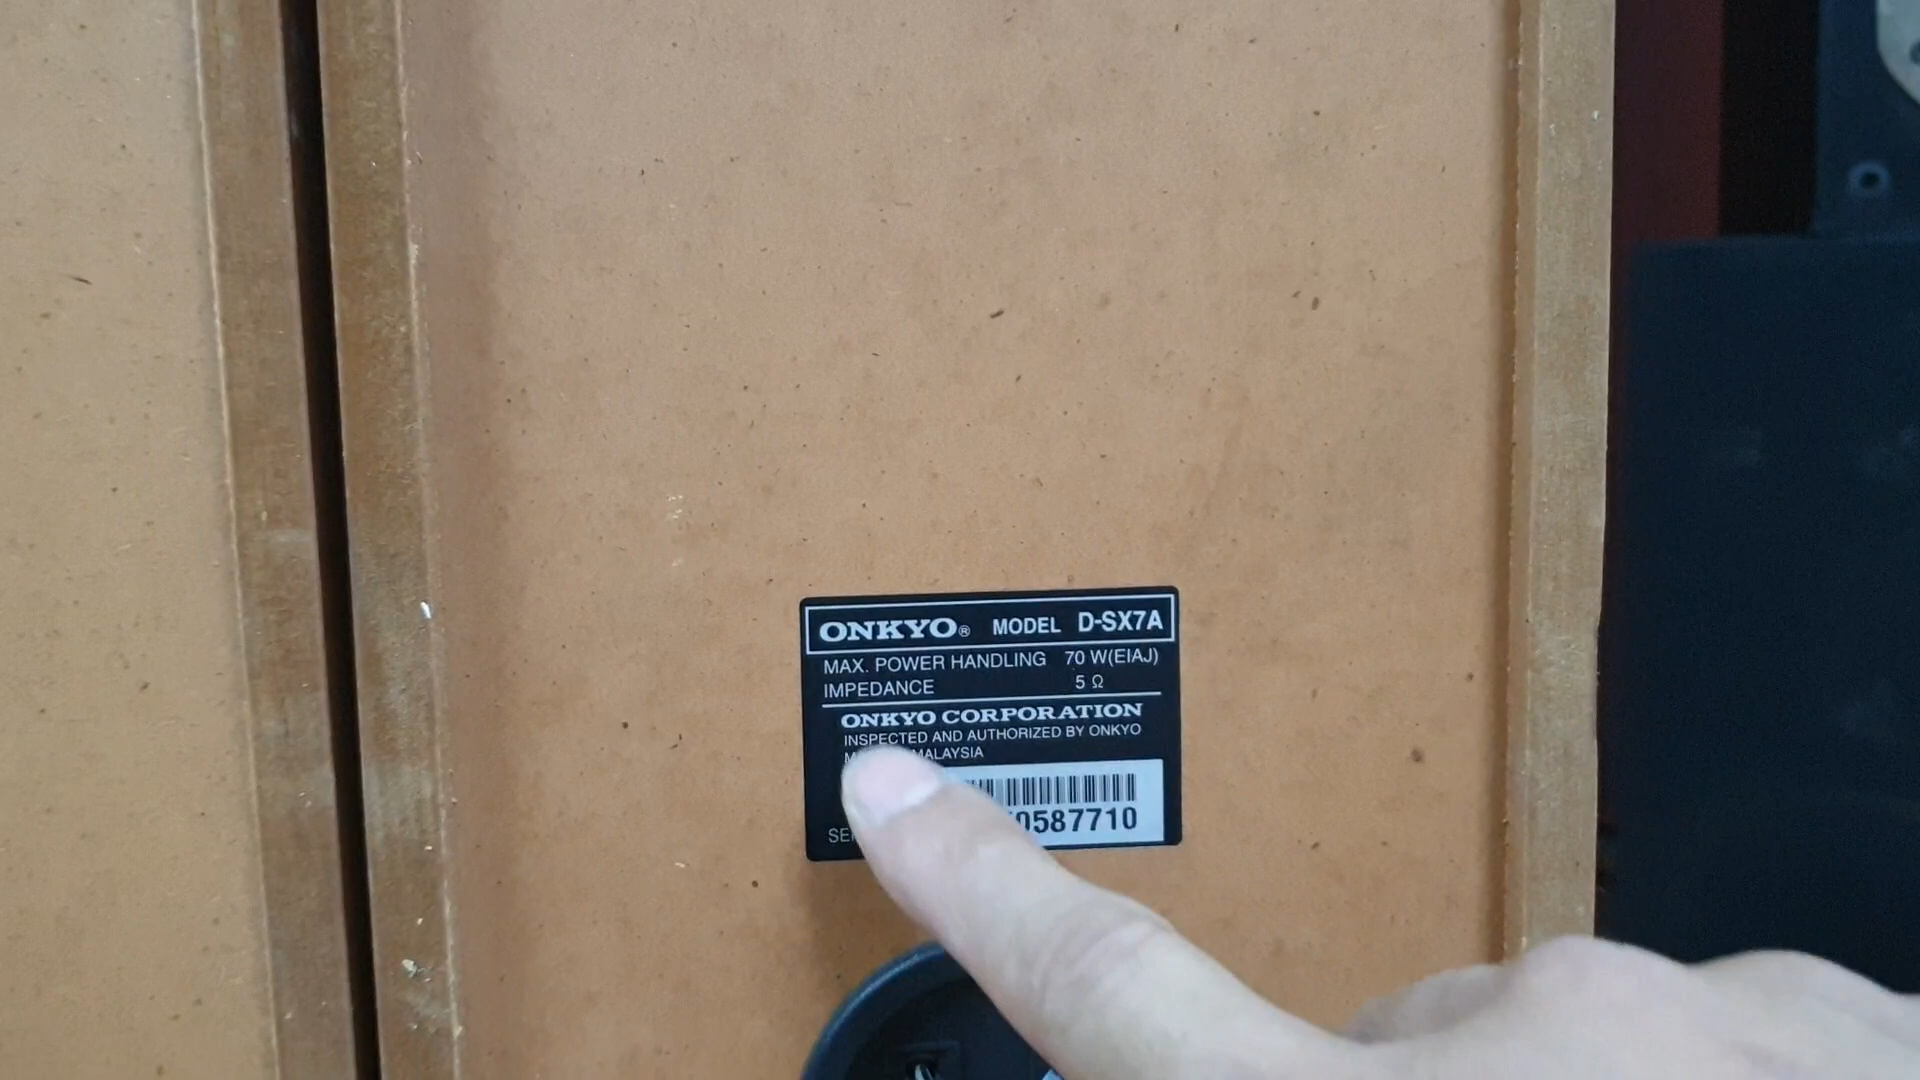 ONKYO® MODEL D-SX7A
MAX. POWER HANDLING 70 W(EIAJ)
IMPEDANCE 5 Ω
ONKYO CORPORATION
INSPECTED AND AUTHORIZED BY ONKYO
MALAYSIA
0587710